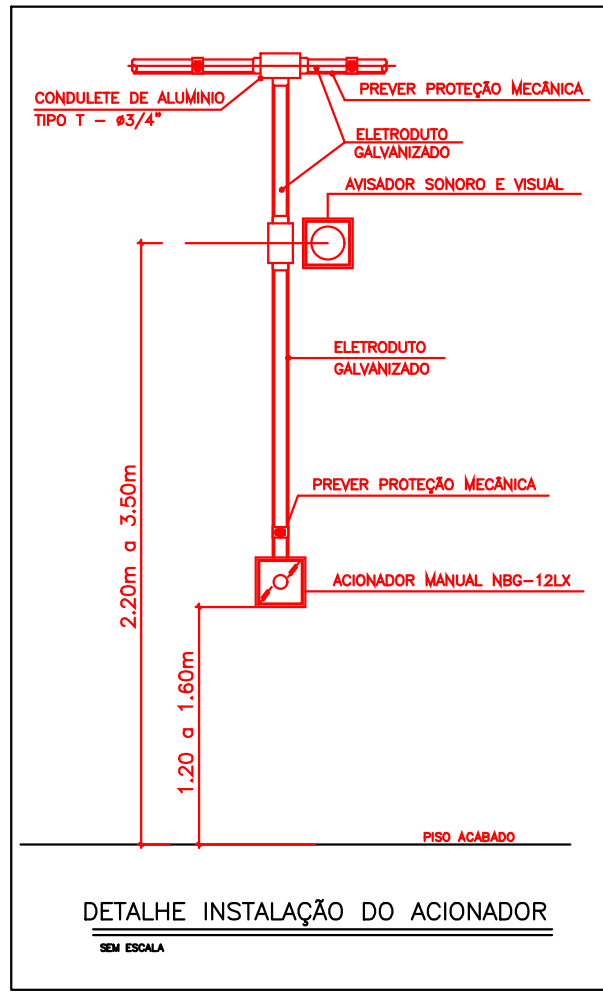 CONDULETE DE ALUMINIO
TIPO T - ø3/4"
PREVER PROTEÇÃO MECÂNICA
ELETRODUTO
GALVANIZADO
AVISADOR SONORO E VISUAL
ELETRODUTO
GALVANIZADO
PREVER PROTEÇÃO MECÂNICA
ACIONADOR MANUAL NBG-12LX
2.20m a 3.50m
1.20 a 1.60m
PISO ACABADO
DETALHE INSTALAÇÃO DO ACIONADOR
SEM ESCALA